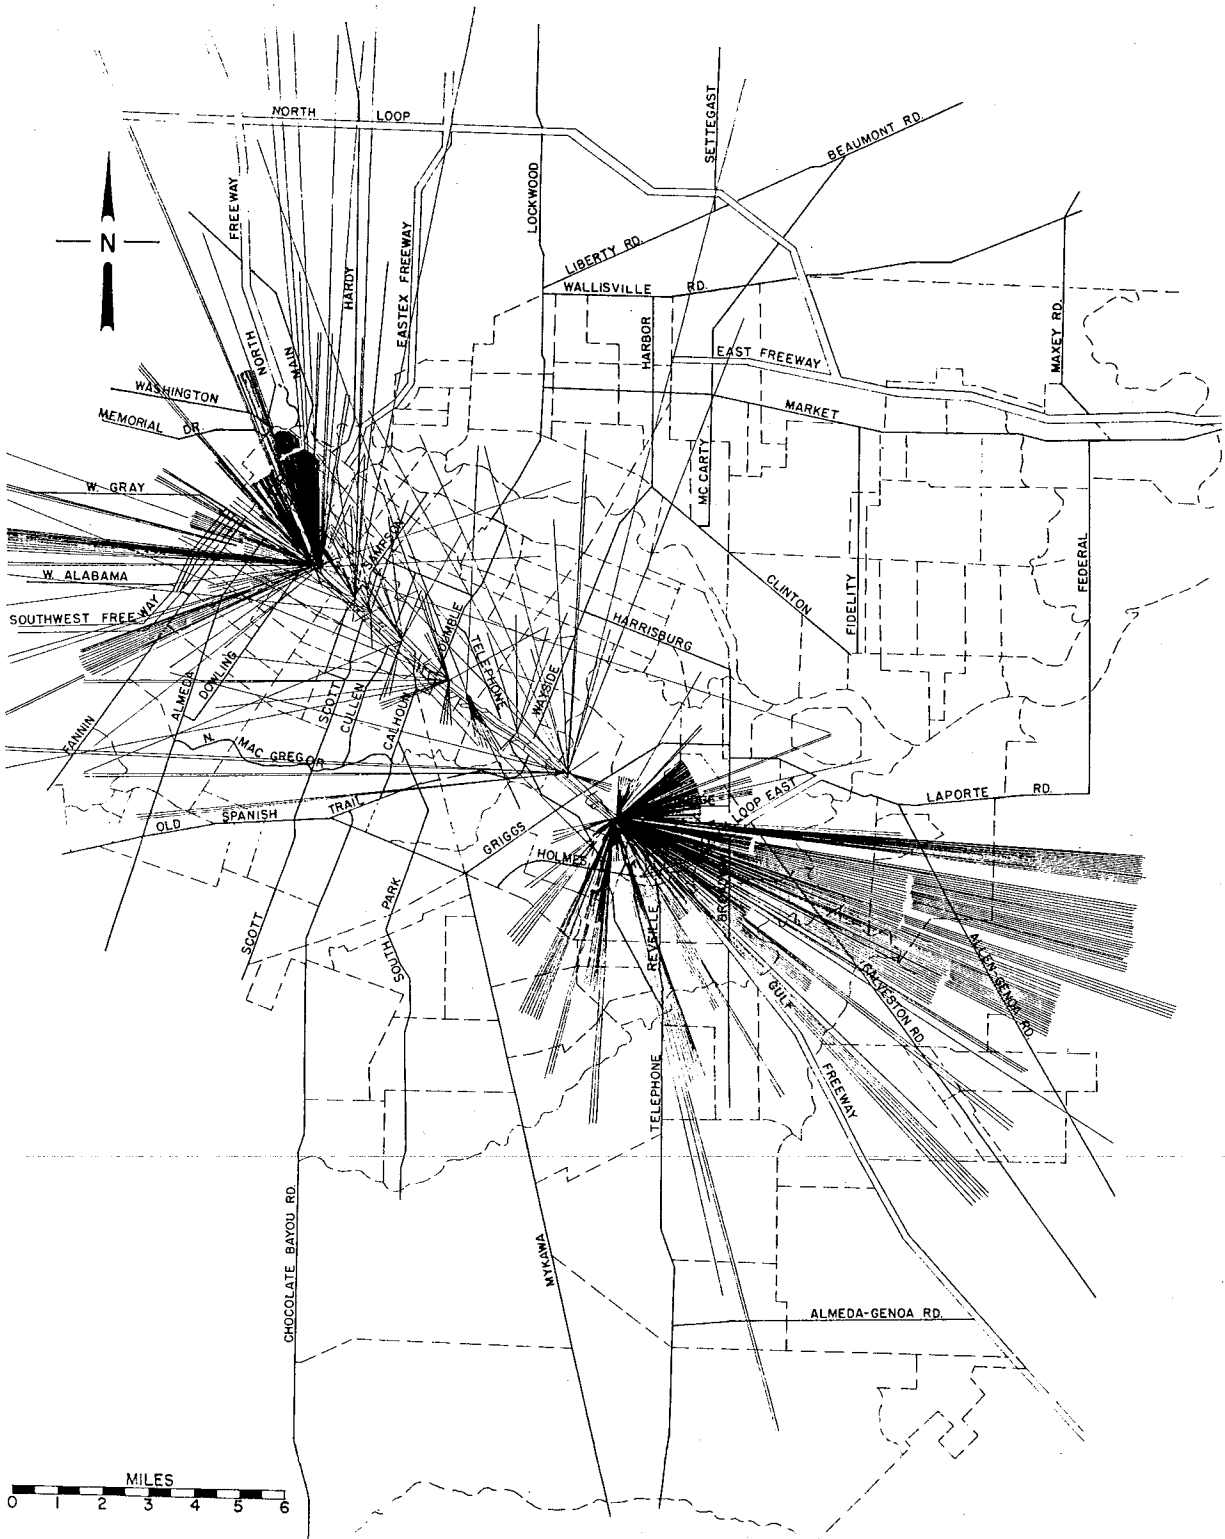 NORTH LOOP
SETTEGAST
BEAUMONT RD.
LOCKWOOD
FREEWAY
N
LIBERTY RD.
EASTEX FREEWAY
HARDY
WALLISVILLE RD.
MAXEY RD.
HARBOR
NORTH
MAIN
EAST FREEWAY
WASHINGTON
MARKET
MEMORIAL DR.
W. GRAY
MC CARTY
SAMPSON
W. ALABAMA
CLINTON
FIDELITY
FEDERAL
SOUTHWEST FREEWAY
DUMBLE
HARRISBURG
TELEPHONE
DOWLING
ALMEDA
WAYSIDE
SCOTT
CULLEN
CALHOUN
FANNIN
N. MAC GREGOR
LOOP EAST
LAPORTE RD.
OLD SPANISH TRAIL
GRIGGS
HOLMES
SCOTT
SOUTH PARK
REVEILLE
GULF
FREEWAY
GALVESTON RD.
ALLEN-GENOA RD.
TELEPHONE
CHOCOLATE BAYOU RD.
MYKAWA
ALMEDA-GENOA RD.
MILES
0 1 2 3 4 5 6